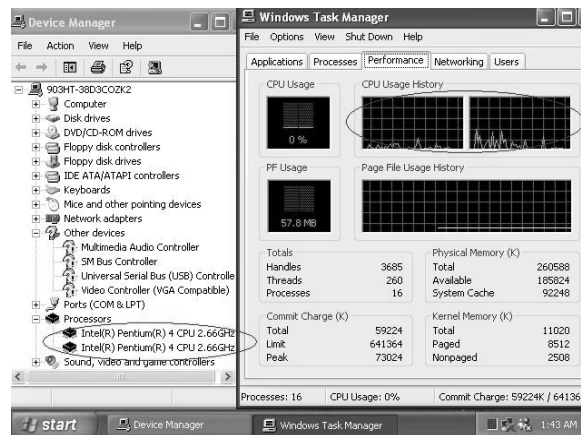 Device Manager
File Action View Help
903HT-38D3COZK2
Computer
Disk drives
DVD/CD-ROM drives
Floppy disk controllers
Floppy disk drives
IDE ATA/ATAPI controllers
Keyboards
Mice and other pointing devices
Network adapters
Other devices
Multimedia Audio Controller
SM Bus Controller
Universal Serial Bus (USB) Controlle
Video Controller (VGA Compatible)
Ports (COM & LPT)
Processors
Intel(R) Pentium(R) 4 CPU 2.66GHz
Intel(R) Pentium(R) 4 CPU 2.66GHz
Sound, video and game controllers
Windows Task Manager
File Options View Shut Down Help
Applications Processes Performance Networking Users
CPU Usage CPU Usage History
0 %
PF Usage Page File Usage History
57.8 MB
Totals
Handles 3685
Threads 260
Processes 16
Physical Memory (K)
Total 260588
Available 185824
System Cache 92248
Commit Charge (K)
Total 59224
Limit 641364
Peak 73024
Kernel Memory (K)
Total 11020
Paged 8512
Nonpaged 2508
Processes: 16 CPU Usage: 0% Commit Charge: 59224K / 64136
start Device Manager Windows Task Manager 1:43 AM